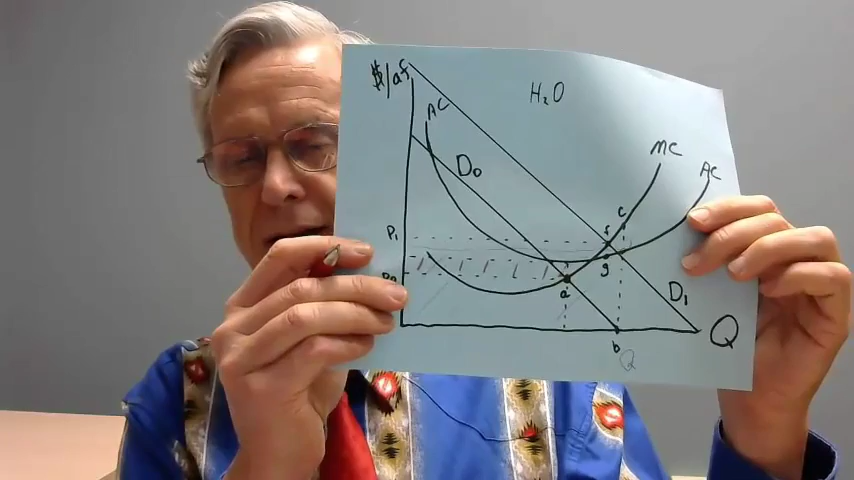 $/af
H₂O
AC
MC
AC
D₀
c
P₁
f
g
P₀
a
D₁
Q
b
Q